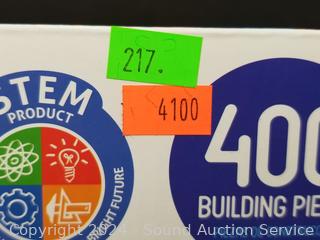 217.
4100
STEM
PRODUCT
BRIGHT FUTURE
400
BUILDING PIE
Copyright 2024 - Sound Auction Service